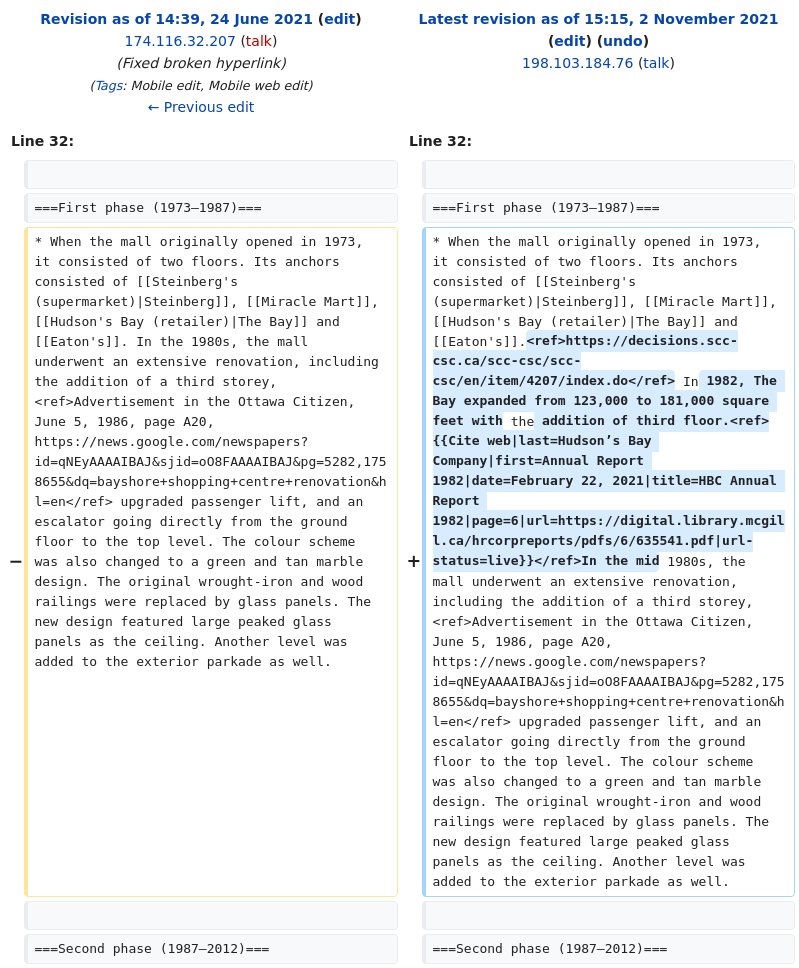 Revision as of 14:39, 24 June 2021 (edit)
174.116.32.207 (talk)
(Fixed broken hyperlink)
(Tags: Mobile edit, Mobile web edit)
← Previous edit
Latest revision as of 15:15, 2 November 2021
(edit) (undo)
198.103.184.76 (talk)
Line 32:
Line 32:
===First phase (1973–1987)===
===First phase (1973–1987)===
−
* When the mall originally opened in 1973,
it consisted of two floors. Its anchors
consisted of [[Steinberg's
(supermarket)|Steinberg]], [[Miracle Mart]],
[[Hudson's Bay (retailer)|The Bay]] and
[[Eaton's]]. In the 1980s, the mall
underwent an extensive renovation, including
the addition of a third storey,
<ref>Advertisement in the Ottawa Citizen,
June 5, 1986, page A20,
https://news.google.com/newspapers?
id=qNEyAAAAIBAJ&sjid=oO8FAAAAIBAJ&pg=5282,175
8655&dq=bayshore+shopping+centre+renovation&h
l=en</ref> upgraded passenger lift, and an
escalator going directly from the ground
floor to the top level. The colour scheme
was also changed to a green and tan marble
design. The original wrought-iron and wood
railings were replaced by glass panels. The
new design featured large peaked glass
panels as the ceiling. Another level was
added to the exterior parkade as well.
+
* When the mall originally opened in 1973,
it consisted of two floors. Its anchors
consisted of [[Steinberg's
(supermarket)|Steinberg]], [[Miracle Mart]],
[[Hudson's Bay (retailer)|The Bay]] and
[[Eaton's]].<ref>https://decisions.scc-
csc.ca/scc-csc/scc-
csc/en/item/4207/index.do</ref> In 1982, The
Bay expanded from 123,000 to 181,000 square
feet with the addition of third floor.<ref>
{{Cite web|last=Hudson’s Bay
Company|first=Annual Report
1982|date=February 22, 2021|title=HBC Annual
Report
1982|page=6|url=https://digital.library.mcgil
l.ca/hrcorpreports/pdfs/6/635541.pdf|url-
status=live}}</ref>In the mid 1980s, the
mall underwent an extensive renovation,
including the addition of a third storey,
<ref>Advertisement in the Ottawa Citizen,
June 5, 1986, page A20,
https://news.google.com/newspapers?
id=qNEyAAAAIBAJ&sjid=oO8FAAAAIBAJ&pg=5282,175
8655&dq=bayshore+shopping+centre+renovation&h
l=en</ref> upgraded passenger lift, and an
escalator going directly from the ground
floor to the top level. The colour scheme
was also changed to a green and tan marble
design. The original wrought-iron and wood
railings were replaced by glass panels. The
new design featured large peaked glass
panels as the ceiling. Another level was
added to the exterior parkade as well.
===Second phase (1987–2012)===
===Second phase (1987–2012)===